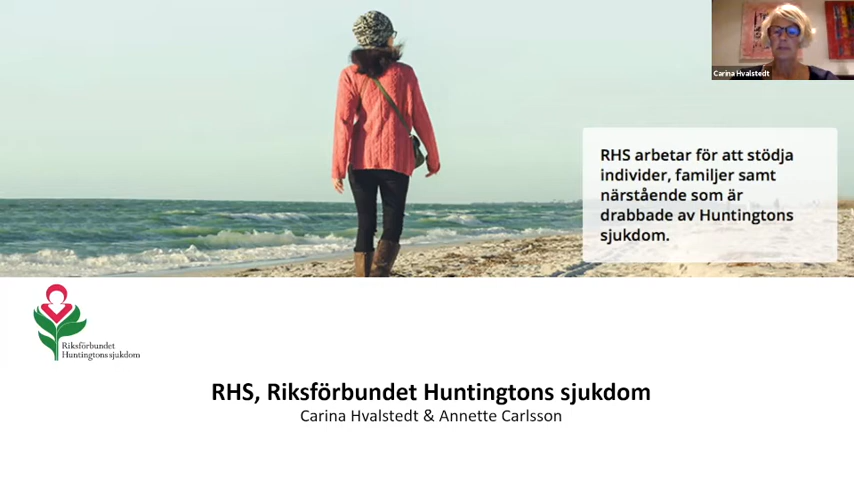 Carina Hvalstedt
RHS arbetar för att stödja
individer, familjer samt
närstående som är
drabbade av Huntingtons
sjukdom.
Riksförbundet
Huntingtons sjukdom
RHS, Riksförbundet Huntingtons sjukdom
Carina Hvalstedt & Annette Carlsson